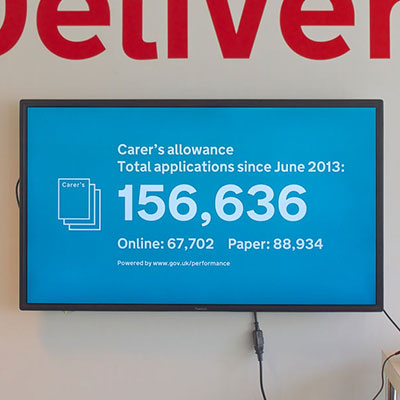 Deliver
Carer's allowance
Total applications since June 2013:
Carer's
156,636
Online: 67,702 Paper: 88,934
Powered by www.gov.uk/performance